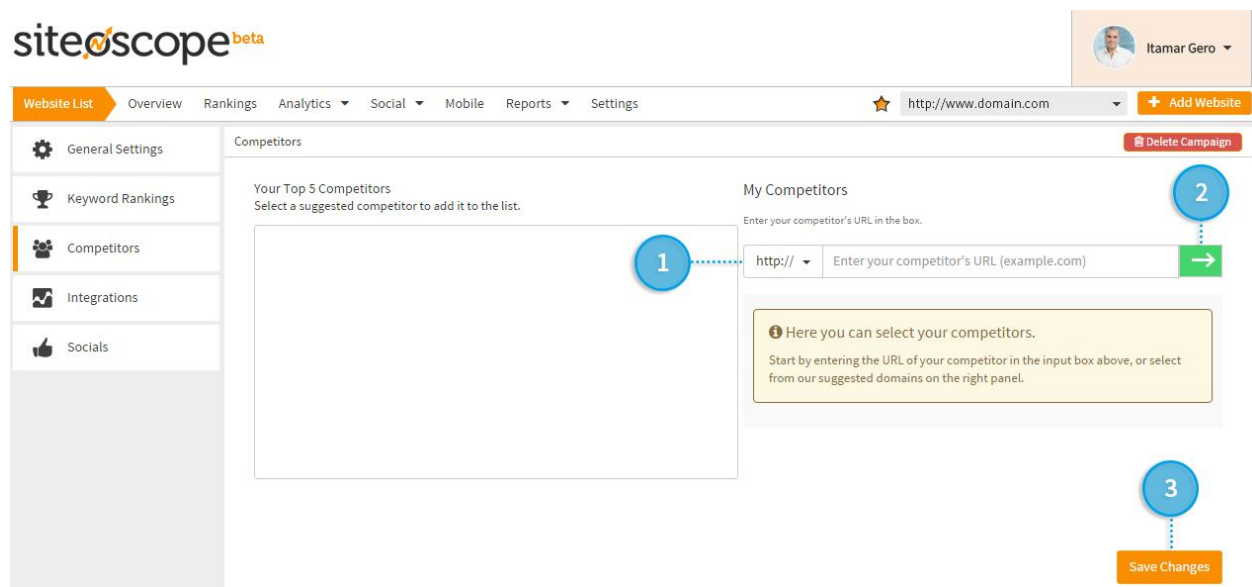 siteoscope beta
Itamar Gero
Website List Overview Rankings Analytics Social Mobile Reports Settings http://www.domain.com + Add Website
General Settings
Keyword Rankings
Competitors
Integrations
Socials
Competitors
Delete Campaign
Your Top 5 Competitors
Select a suggested competitor to add it to the list.
My Competitors
2
Enter your competitor's URL in the box.
1
http:// Enter your competitor's URL (example.com)
Here you can select your competitors.
Start by entering the URL of your competitor in the input box above, or select
from our suggested domains on the right panel.
3
Save Changes